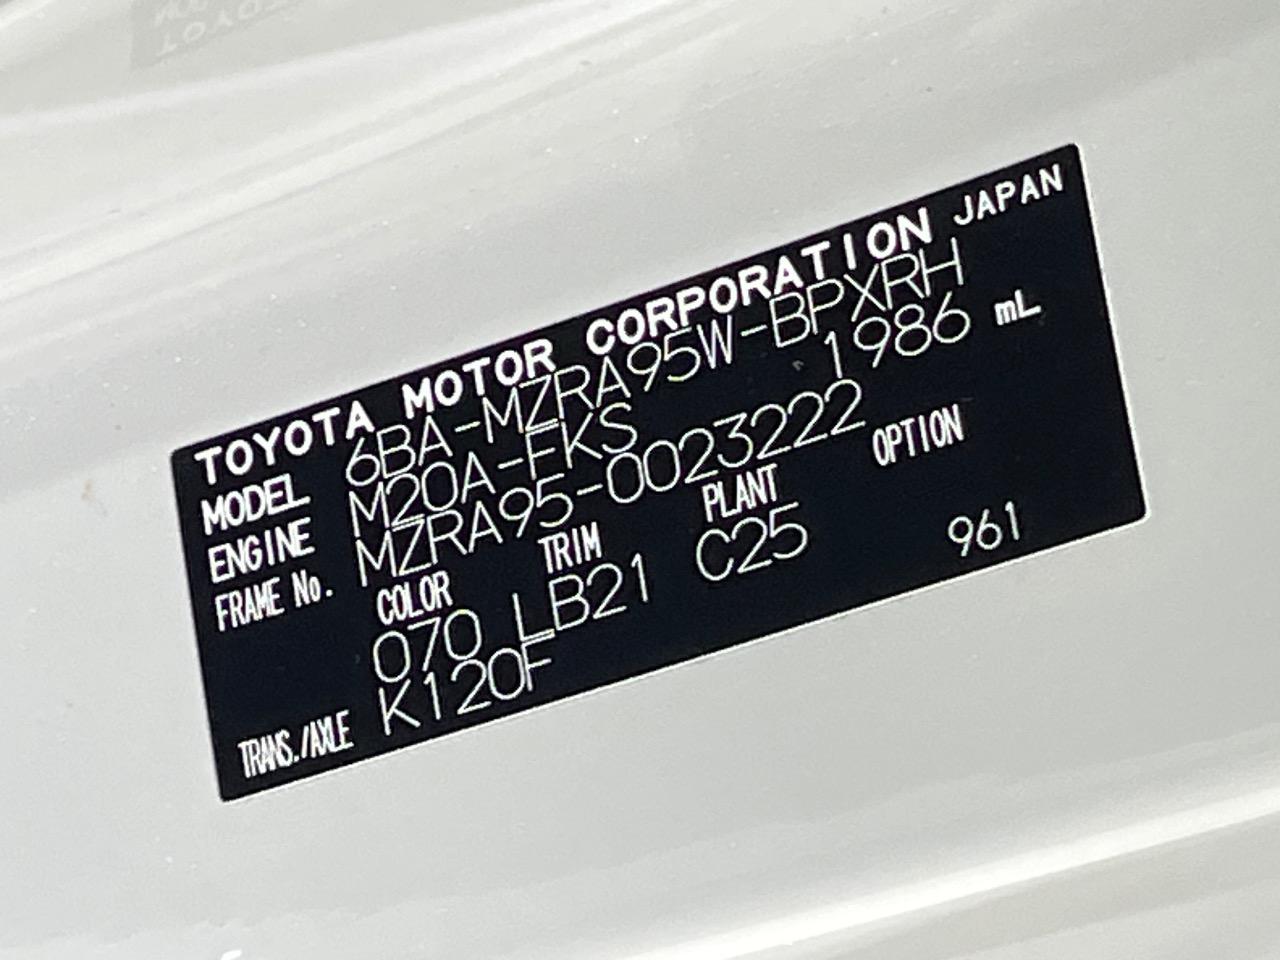 TOYOTA MOTOR CORPORATION JAPAN
MODEL 6BA-MZRA95W-BPXRH
ENGINE M20A-FKS 1986 mL
FRAME No. MZRA95-0023222
COLOR TRIM PLANT OPTION
070 LB21 C25 961
TRANS./AXLE K120F